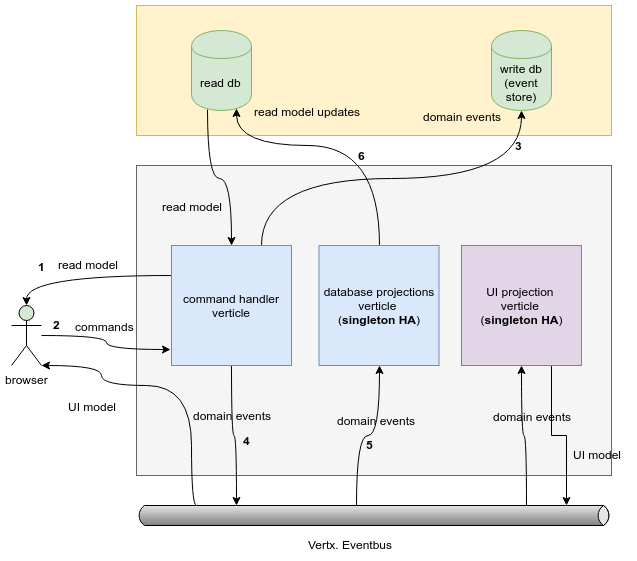 read db
write db
(event
store)
read model updates
domain events
3
6
read model
1
read model
2
commands
command handler
verticle
database projections
verticle
(singleton HA)
UI projection
verticle
(singleton HA)
browser
UI model
domain events
4
domain events
5
domain events
UI model
Vertx. Eventbus